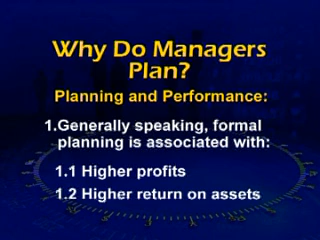 Why Do Managers
Plan?
Planning and Performance:
1.Generally speaking, formal
planning is associated with:
1.1 Higher profits
1.2 Higher return on assets